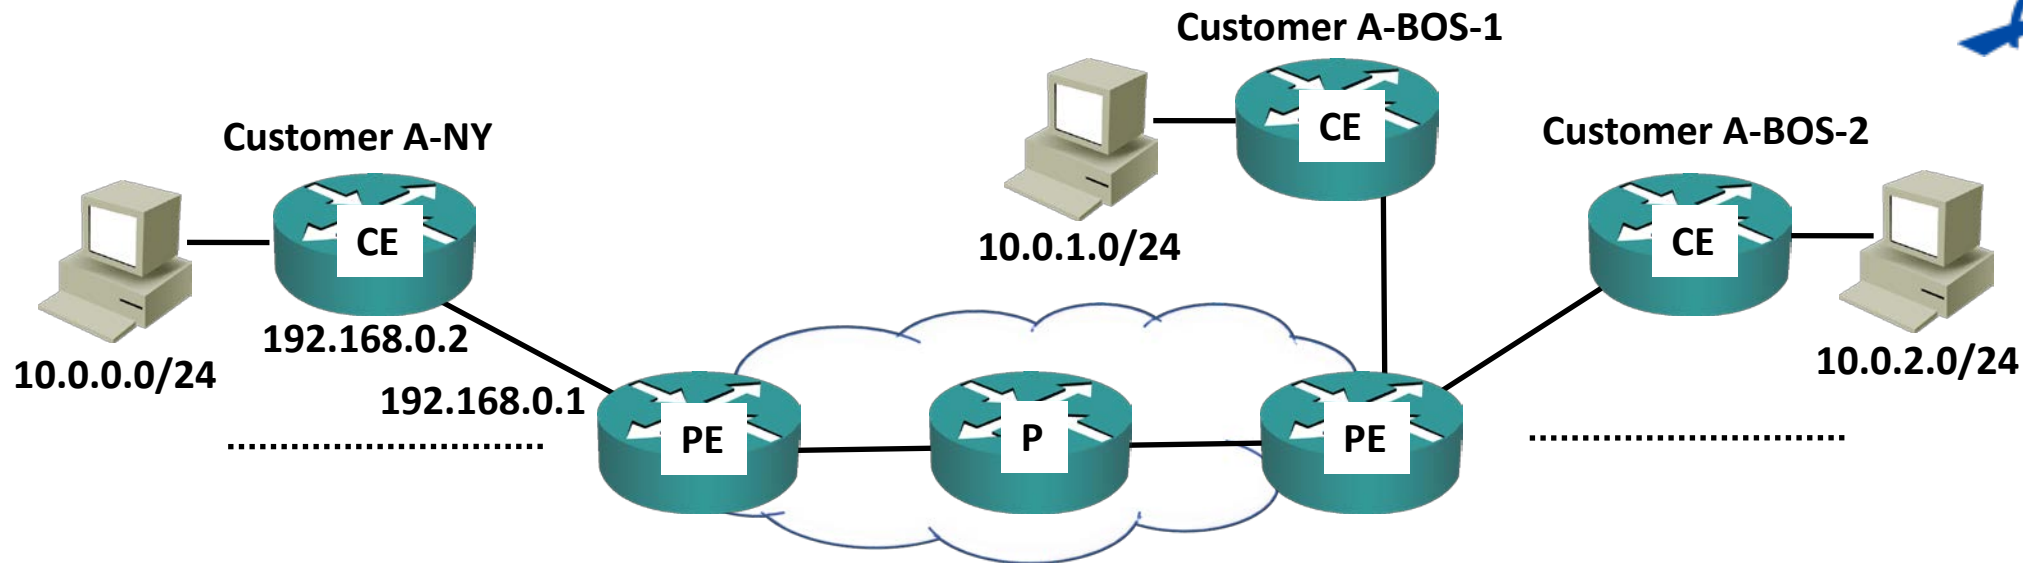 Customer A-BOS-1
Customer A-NY
Customer A-BOS-2
CE
CE
CE
10.0.1.0/24
192.168.0.2
10.0.0.0/24
10.0.2.0/24
192.168.0.1
PE
P
PE